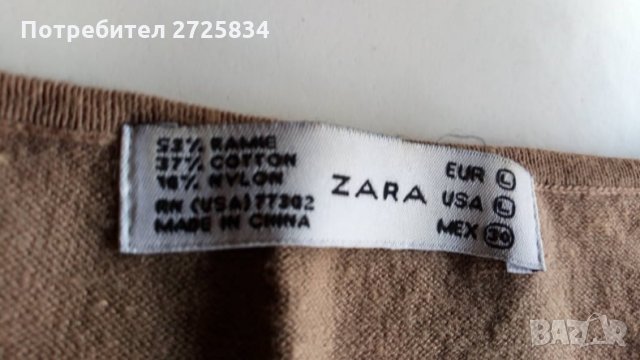 Потребител 2725834
53% RAMIE
37% COTTON
10% NYLON
RN (USA) 77302
MADE IN CHINA
ZARA
EUR L
USA L
MEX 30
BAZAR